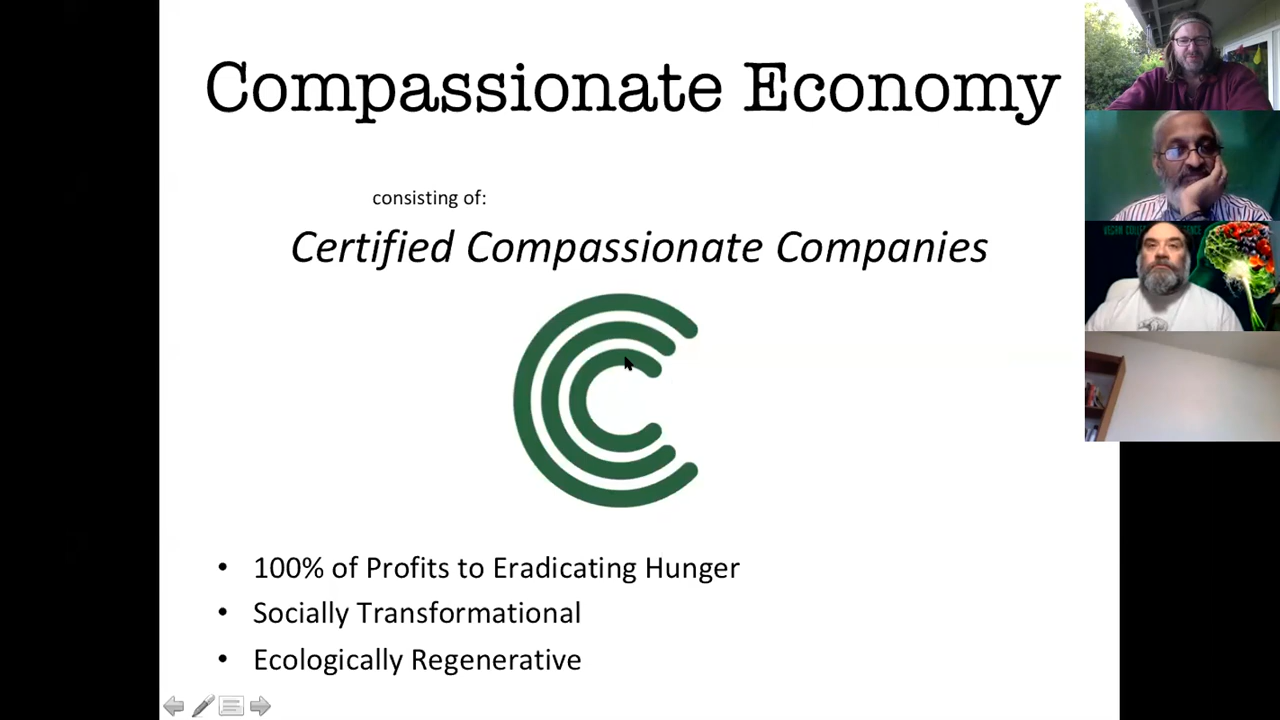 Compassionate Economy
consisting of:
Certified Compassionate Companies
• 100% of Profits to Eradicating Hunger
• Socially Transformational
• Ecologically Regenerative